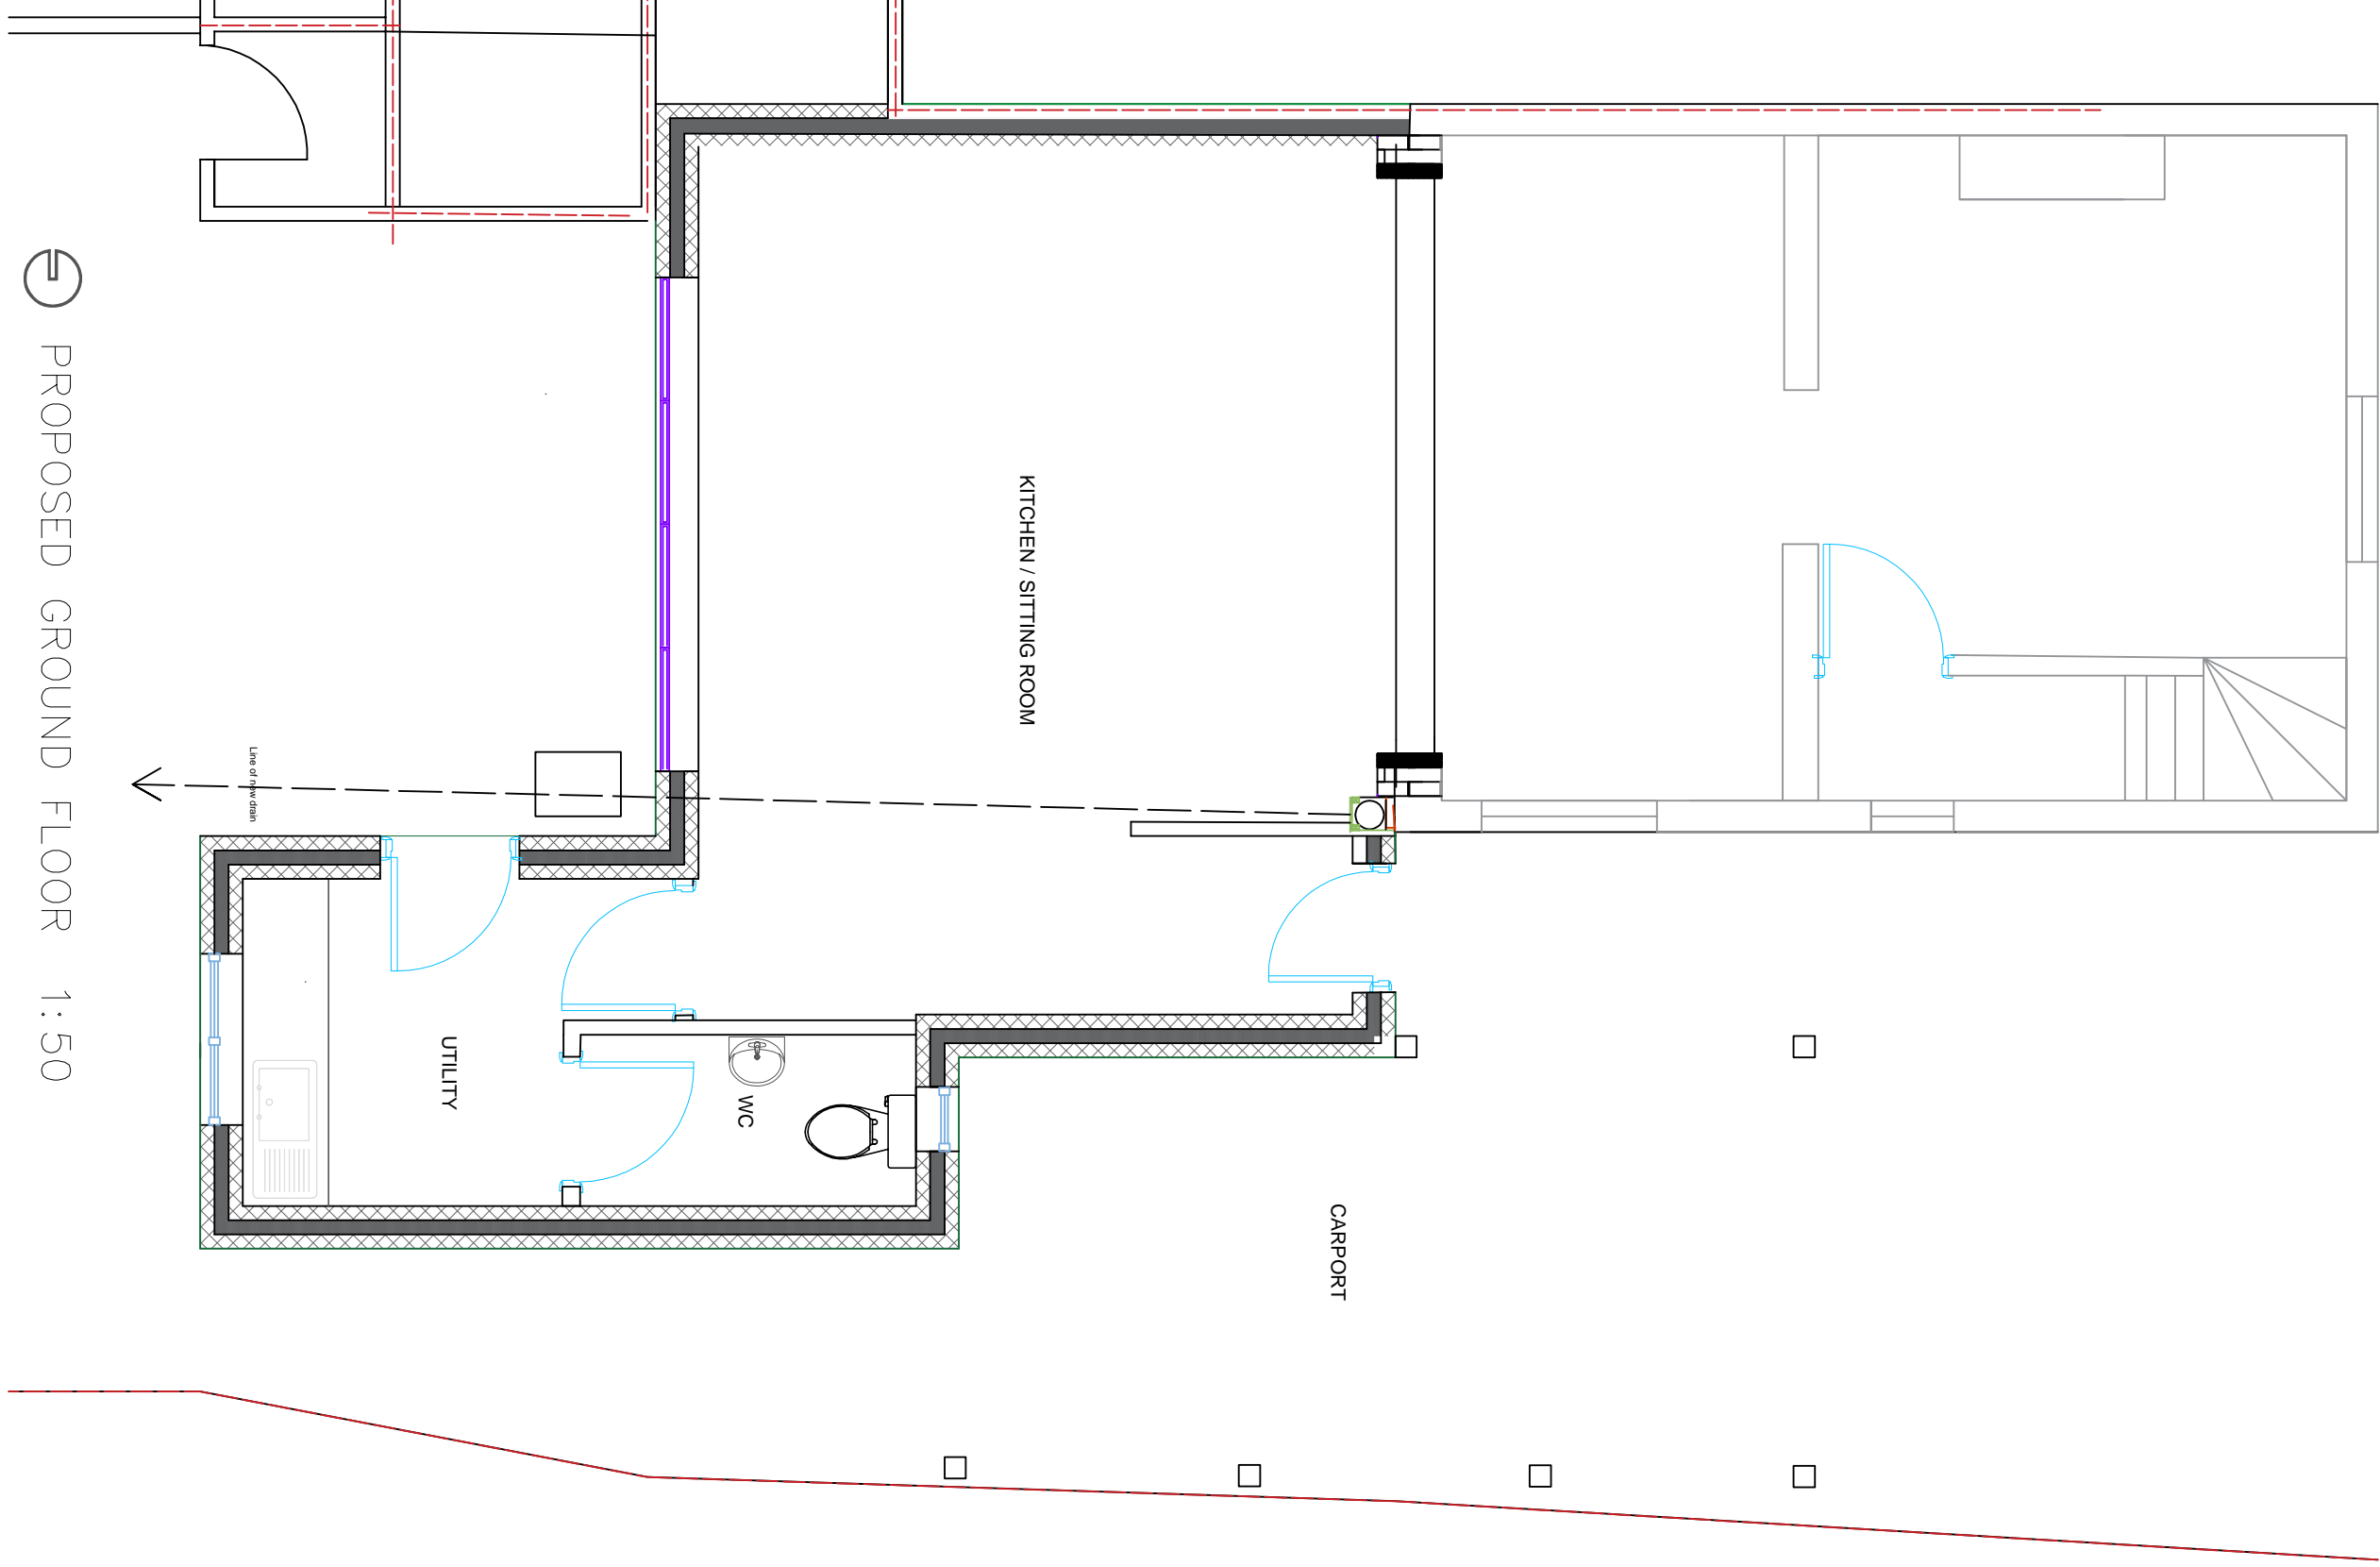 PROPOSED GROUND FLOOR 1:50
Line of new drain
KITCHEN / SITTING ROOM
UTILITY
WC
CARPORT